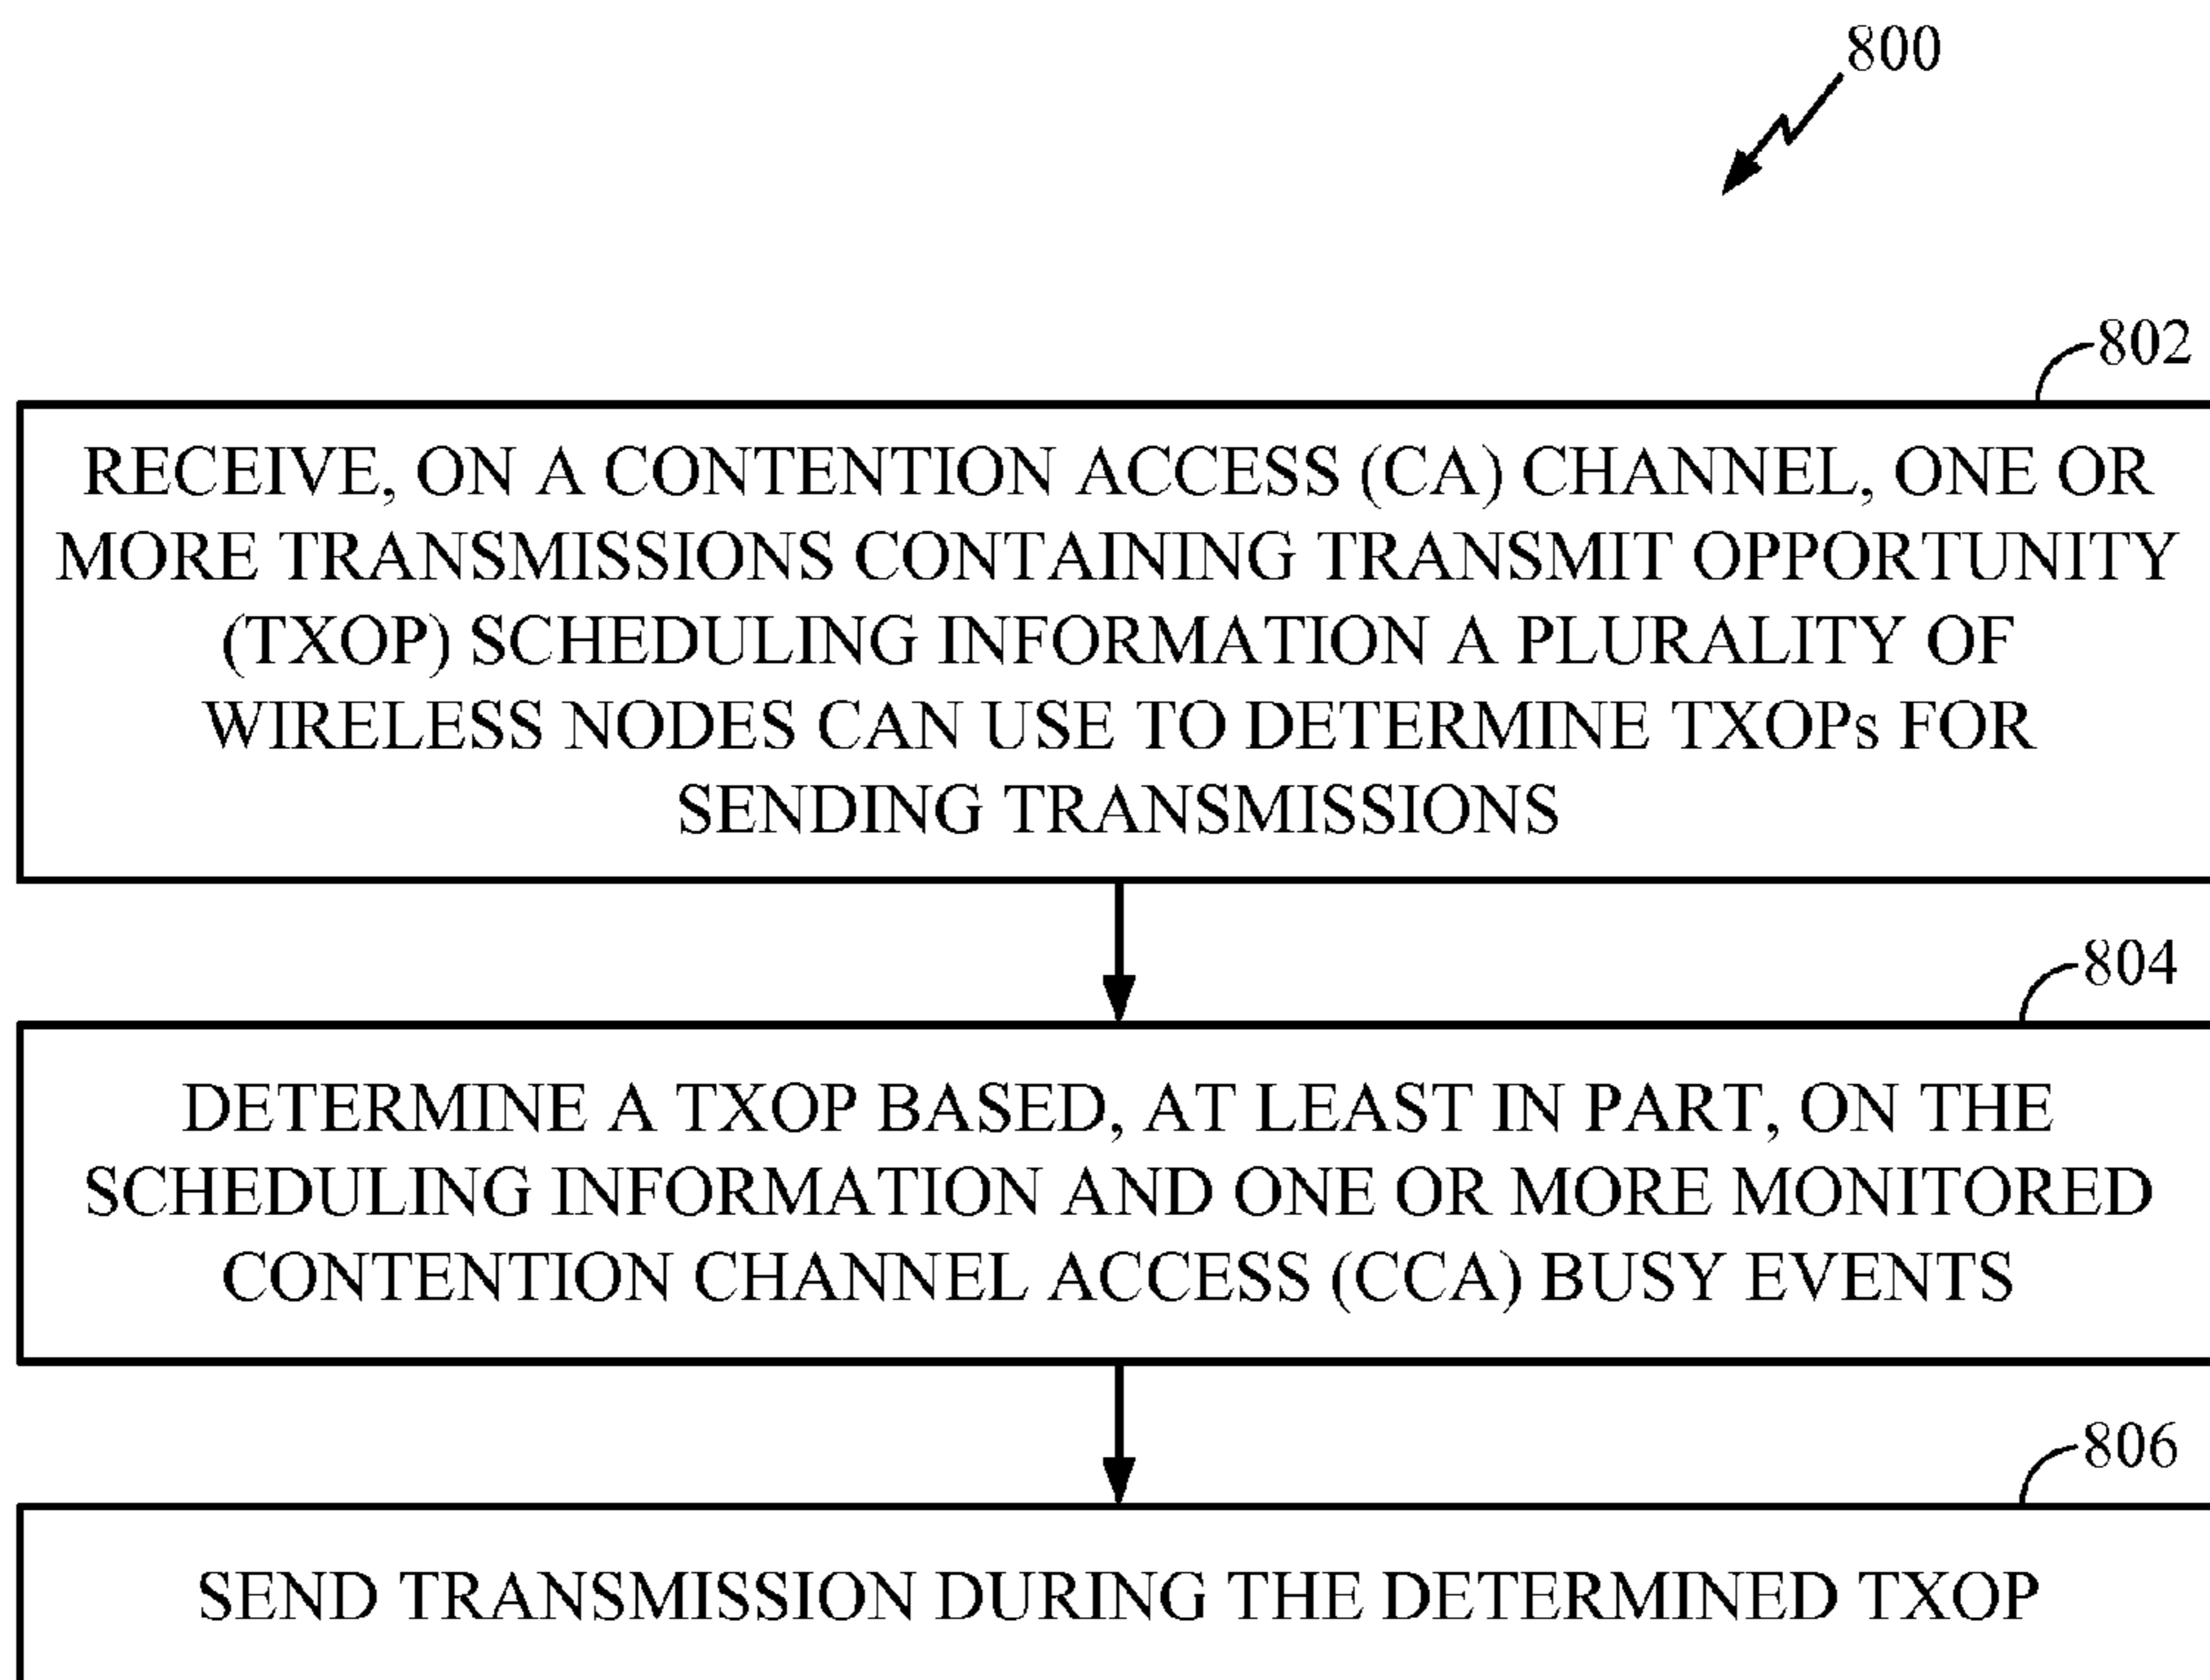 800
802
RECEIVE, ON A CONTENTION ACCESS (CA) CHANNEL, ONE OR
MORE TRANSMISSIONS CONTAINING TRANSMIT OPPORTUNITY
(TXOP) SCHEDULING INFORMATION A PLURALITY OF
WIRELESS NODES CAN USE TO DETERMINE TXOPs FOR
SENDING TRANSMISSIONS
804
DETERMINE A TXOP BASED, AT LEAST IN PART, ON THE
SCHEDULING INFORMATION AND ONE OR MORE MONITORED
CONTENTION CHANNEL ACCESS (CCA) BUSY EVENTS
806
SEND TRANSMISSION DURING THE DETERMINED TXOP